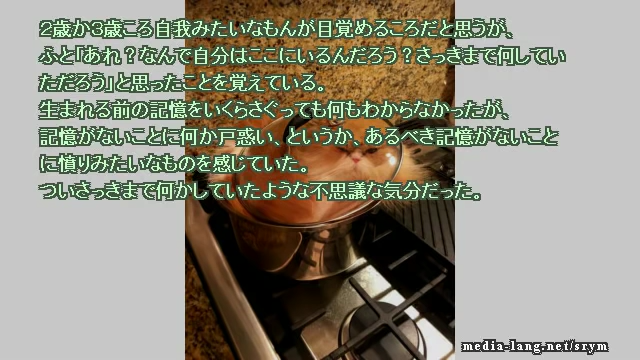 ２歳か３歳ころ自我みたいなもんが目覚めるころだと思うが、
ふと「あれ？なんで自分はここにいるんだろう？さっきまで何してい
ただろう」と思ったことを覚えている。
生まれる前の記憶をいくらさぐっても何もわからなかったが、
記憶がないことに何か戸惑い、というか、あるべき記憶がないこと
に憤りみたいなものを感じていた。
ついさっきまで何かしていたような不思議な気分だった。
media-lang.net/srym